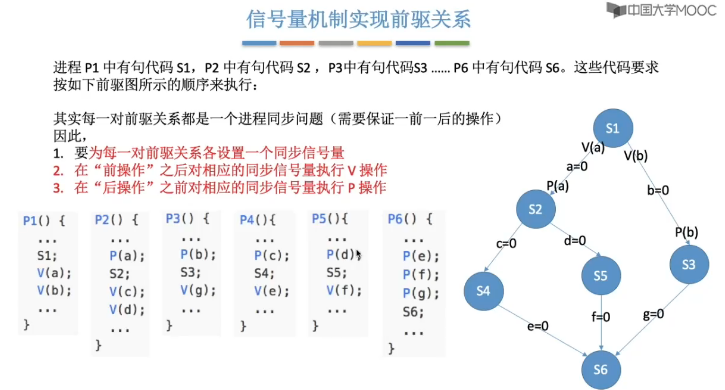 信号量机制实现前驱关系
中国大学MOOC
进程 P1 中有句代码 S1，P2 中有句代码 S2 ，P3中有句代码S3 …… P6 中有句代码 S6。这些代码要求
按如下前驱图所示的顺序来执行：
其实每一对前驱关系都是一个进程同步问题（需要保证一前一后的操作）
因此，
1. 要为每一对前驱关系各设置一个同步信号量
2. 在“前操作”之后对相应的同步信号量执行 V 操作
3. 在“后操作”之前对相应的同步信号量执行 P 操作
P1() {
...
S1;
V(a);
V(b);
...
}
P2() {
...
P(a);
S2;
V(c);
V(d);
...
}
P3() {
...
P(b);
S3;
V(g);
...
}
P4(){
...
P(c);
S4;
V(e);
...
}
P5(){
...
P(d);
S5;
V(f);
...
}
P6() {
...
P(e);
P(f);
P(g);
S6;
...
}
S1
V(a)
V(b)
a=0
P(a)
b=0
S2
P(b)
c=0
d=0
S3
S5
S4
f=0
g=0
e=0
S6